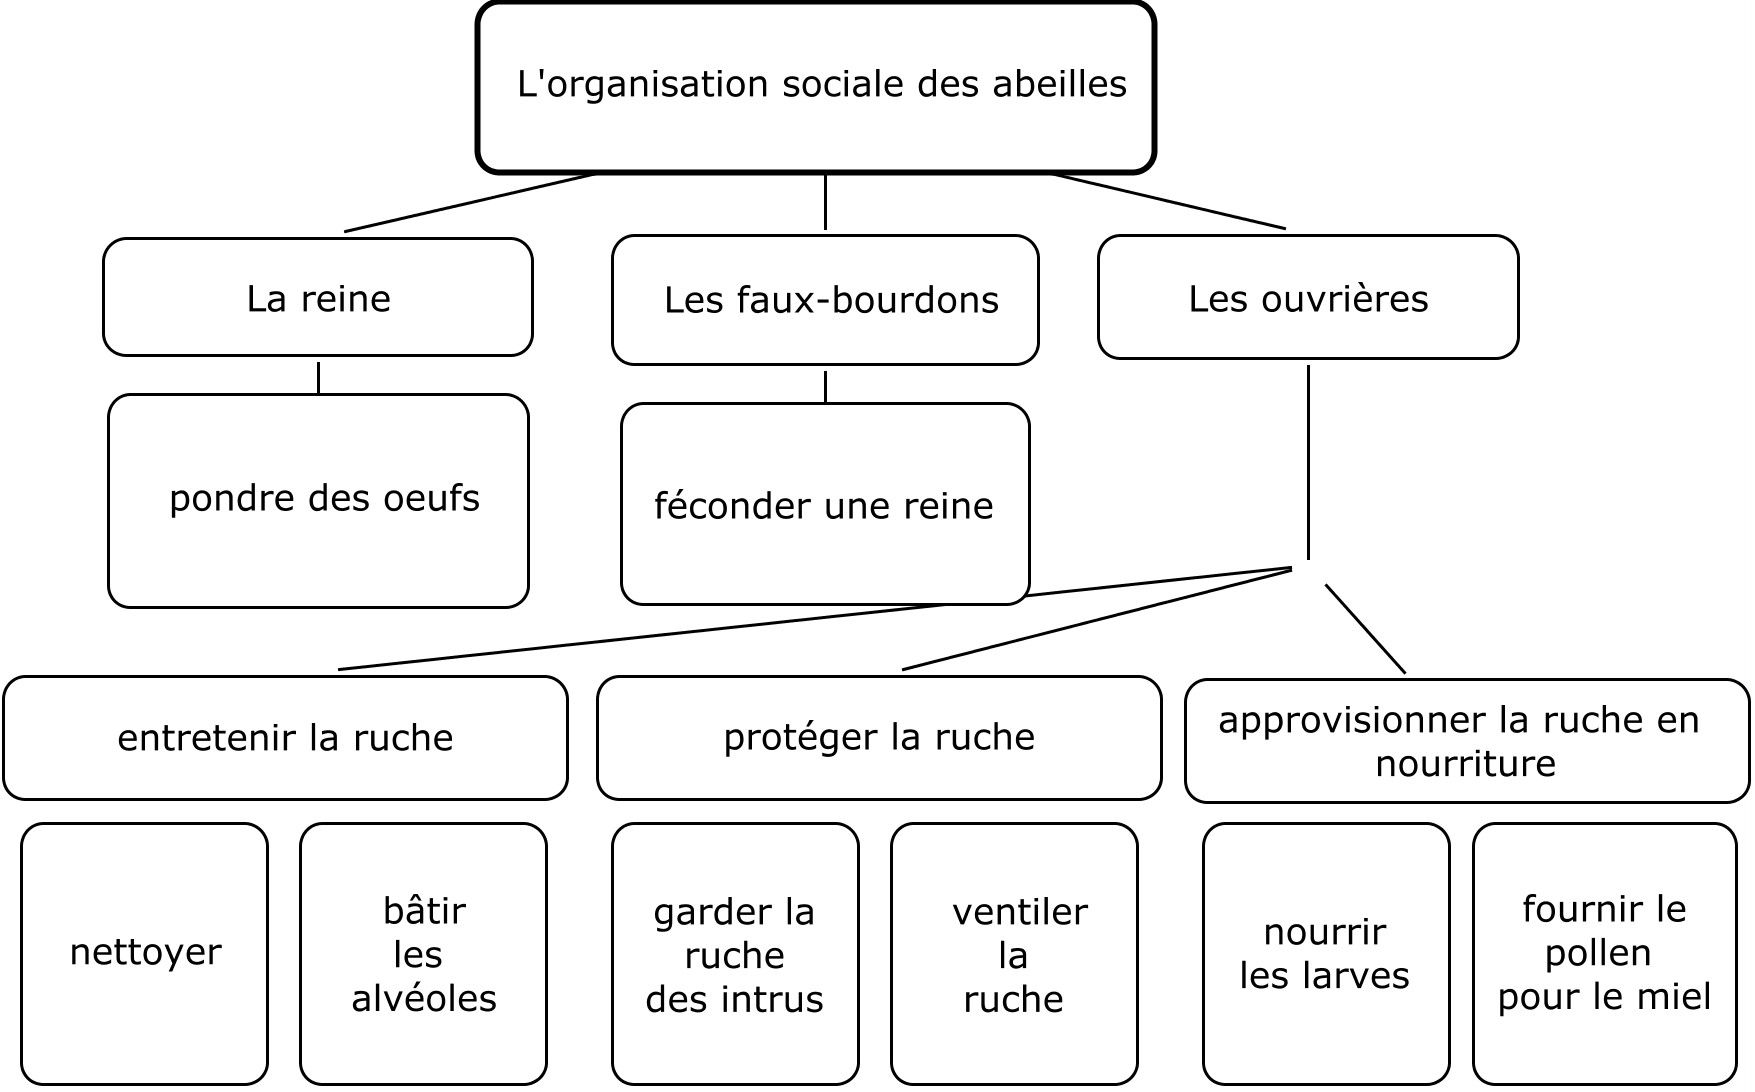 L'organisation sociale des abeilles
La reine
Les faux-bourdons
Les ouvrières
pondre des oeufs
féconder une reine
entretenir la ruche
protéger la ruche
approvisionner la ruche en
nourriture
nettoyer
bâtir
les
alvéoles
garder la
ruche
des intrus
ventiler
la
ruche
nourrir
les larves
fournir le
pollen
pour le miel